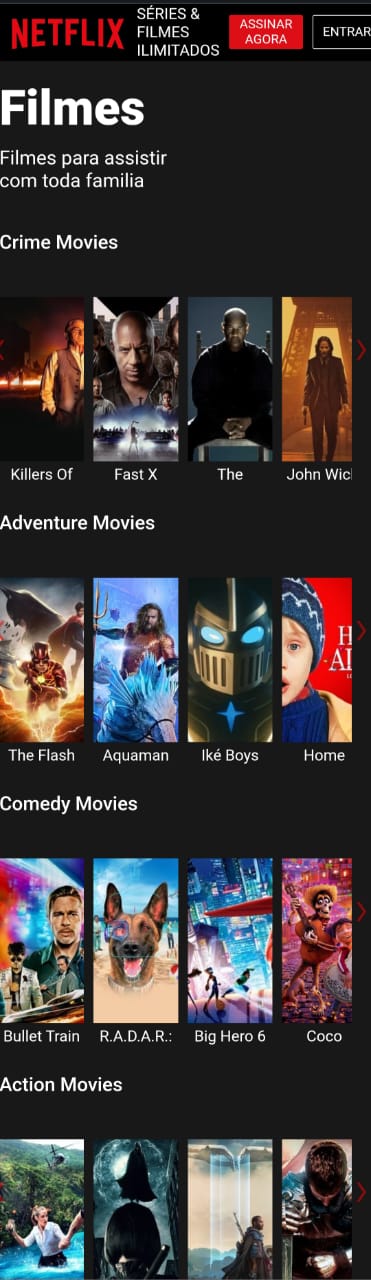 NETFLIX
SÉRIES &
FILMES
ILIMITADOS
ASSINAR
AGORA
ENTRAR
Filmes
Filmes para assistir
com toda familia
Crime Movies
Killers Of
Fast X
The
John Wick
Adventure Movies
H
AL
The Flash
Aquaman
Iké Boys
Home
Comedy Movies
Bullet Train
R.A.D.A.R.:
Big Hero 6
Coco
Action Movies